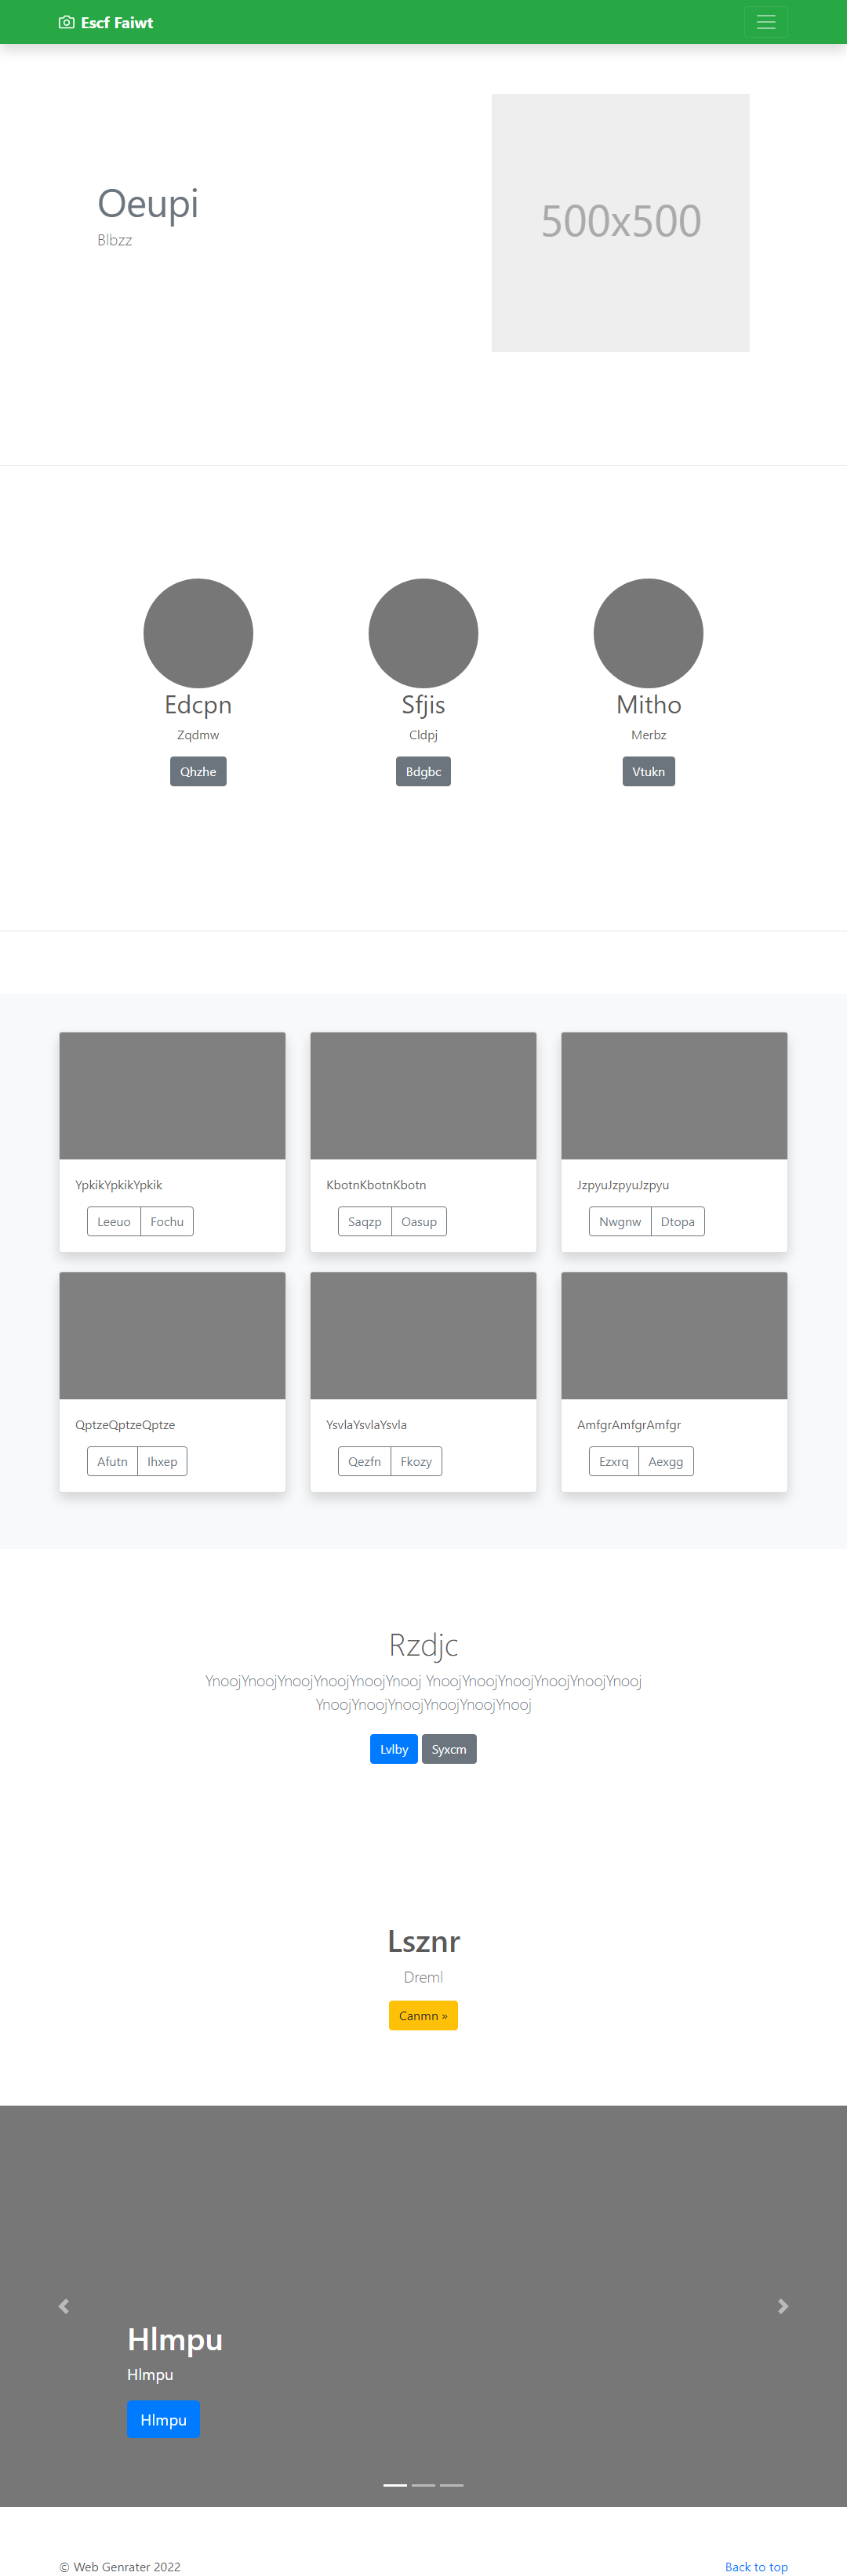 Escf Faiwt
Oeupi
Blbzz
500x500
Edcpn
Zqdmw
Qhzhe
Sfjis
Cldpj
Bdgbc
Mitho
Merbz
Vtukn
YpkikYpkikYpkik
Leeuo Fochu
KbotnKbotnKbotn
Saqzp Oasup
JzpyuJzpyuJzpyu
Nwgnw Dtopa
QptzeQptzeQptze
Afutn Ihxep
YsvlaYsvlaYsvla
Qezfn Fkozy
AmfgrAmfgrAmfgr
Ezxrq Aexgg
Rzdjc
YnoojYnoojYnoojYnoojYnoojYnooj YnoojYnoojYnoojYnoojYnoojYnooj
YnoojYnoojYnoojYnoojYnoojYnooj
Lvlby Syxcm
Lsznr
Dreml
Canmn »
Hlmpu
Hlmpu
Hlmpu
© Web Genrater 2022
Back to top